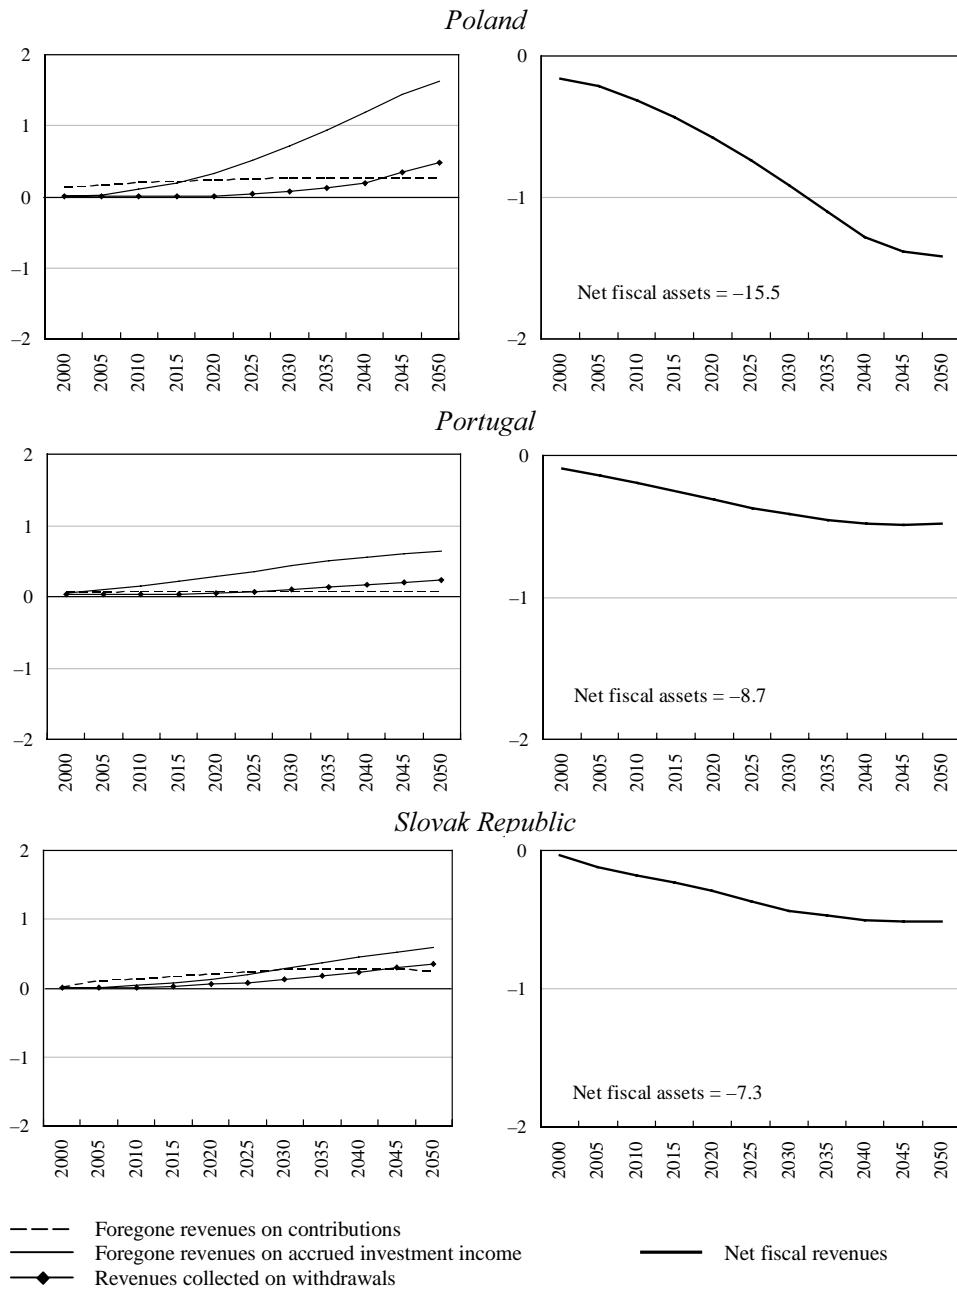 Poland
2
1
0
–1
–2
2000 2005 2010 2015 2020 2025 2030 2035 2040 2045 2050
0
–1
–2
Net fiscal assets = –15.5
2000 2005 2010 2015 2020 2025 2030 2035 2040 2045 2050
Portugal
2
1
0
–1
–2
2000 2005 2010 2015 2020 2025 2030 2035 2040 2045 2050
0
–1
–2
Net fiscal assets = –8.7
2000 2005 2010 2015 2020 2025 2030 2035 2040 2045 2050
Slovak Republic
2
1
0
–1
–2
2000 2005 2010 2015 2020 2025 2030 2035 2040 2045 2050
0
–1
–2
Net fiscal assets = –7.3
2000 2005 2010 2015 2020 2025 2030 2035 2040 2045 2050
Foregone revenues on contributions
Foregone revenues on accrued investment income
Revenues collected on withdrawals
Net fiscal revenues